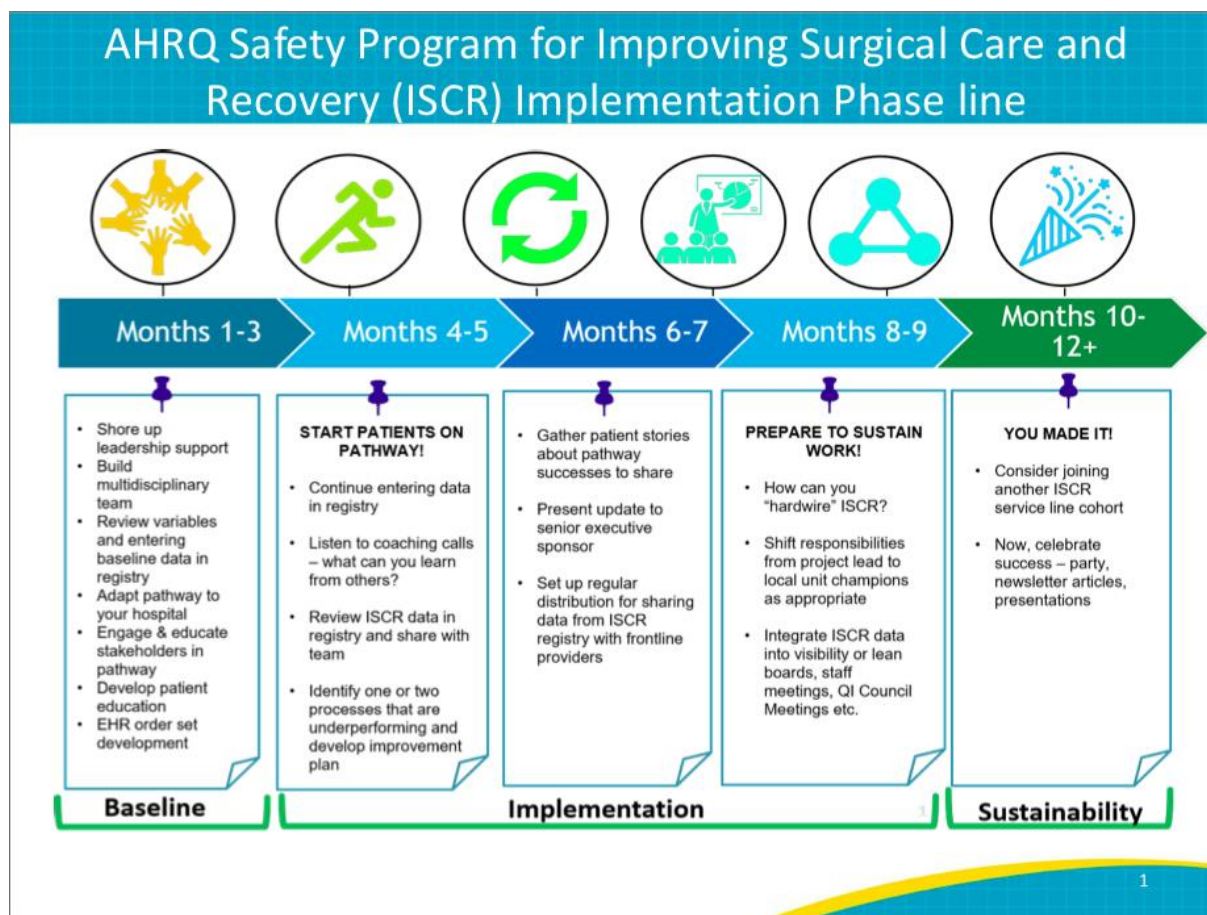 AHRQ Safety Program for Improving Surgical Care and
Recovery (ISCR) Implementation Phase line
Months 1-3
Months 4-5
Months 6-7
Months 8-9
Months 10-
12+
• Shore up
leadership support
• Build
multidisciplinary
team
• Review variables
and entering
baseline data in
registry
• Adapt pathway to
your hospital
• Engage & educate
stakeholders in
pathway
• Develop patient
education
• EHR order set
development
START PATIENTS ON
PATHWAY!
• Continue entering data
in registry
• Listen to coaching calls
– what can you learn
from others?
• Review ISCR data in
registry and share with
team
• Identify one or two
processes that are
underperforming and
develop improvement
plan
• Gather patient stories
about pathway
successes to share
• Present update to
senior executive
sponsor
• Set up regular
distribution for sharing
data from ISCR
registry with frontline
providers
PREPARE TO SUSTAIN
WORK!
• How can you
“hardwire” ISCR?
• Shift responsibilities
from project lead to
local unit champions
as appropriate
• Integrate ISCR data
into visibility or lean
boards, staff
meetings, QI Council
Meetings etc.
YOU MADE IT!
• Consider joining
another ISCR
service line cohort
• Now, celebrate
success – party,
newsletter articles,
presentations
Baseline
Implementation
Sustainability
1